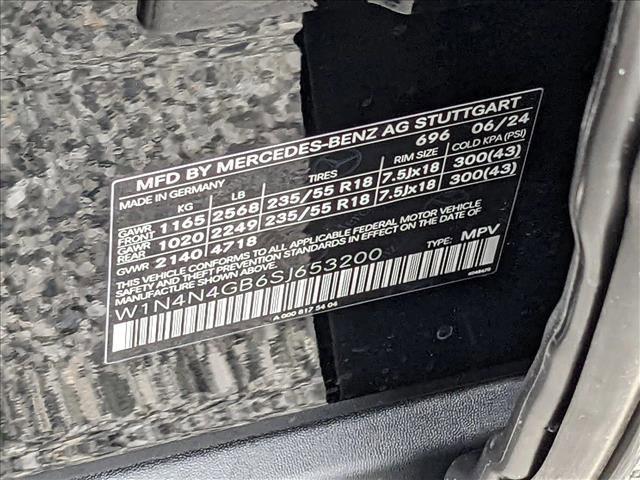 MFD BY MERCEDES-BENZ AG STUTTGART
MADE IN GERMANY 696 06/24
KG LB TIRES RIM SIZE COLD KPA (PSI)
GAWR FRONT 1165 2568 235/55 R18 7.5Jx18 300(43)
GAWR REAR 1020 2249 235/55 R18 7.5Jx18 300(43)
GVWR 2140 4718
THIS VEHICLE CONFORMS TO ALL APPLICABLE FEDERAL MOTOR VEHICLE
SAFETY AND THEFT PREVENTION STANDARDS IN EFFECT ON THE DATE OF
MANUFACTURE SHOWN ABOVE.
W1N4N4GB6SJ653200 TYPE: MPV
A 000 817 54 04